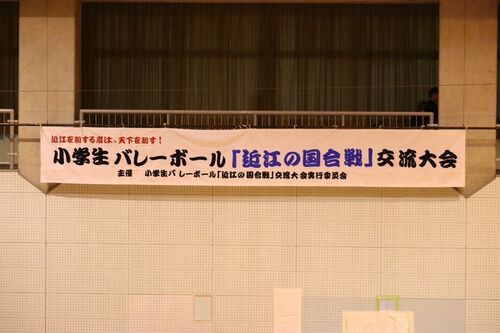 近江を制する者は、天下を制す！
小学生バレーボール「近江の国合戦」交流大会
主催　小学生バレーボール「近江の国合戦」交流大会実行委員会